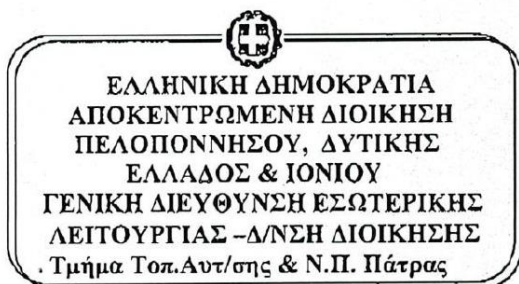 ΕΛΛΗΝΙΚΗ ΔΗΜΟΚΡΑΤΙΑ
ΑΠΟΚΕΝΤΡΩΜΕΝΗ ΔΙΟΙΚΗΣΗ
ΠΕΛΟΠΟΝΝΗΣΟΥ, ΔΥΤΙΚΗΣ
ΕΛΛΑΔΟΣ & ΙΟΝΙΟΥ
ΓΕΝΙΚΗ ΔΙΕΥΘΥΝΣΗ ΕΣΩΤΕΡΙΚΗΣ
ΛΕΙΤΟΥΡΓΙΑΣ –Δ/ΝΣΗ ΔΙΟΙΚΗΣΗΣ
Τμήμα Τοπ.Αυτ/σης & Ν.Π. Πάτρας